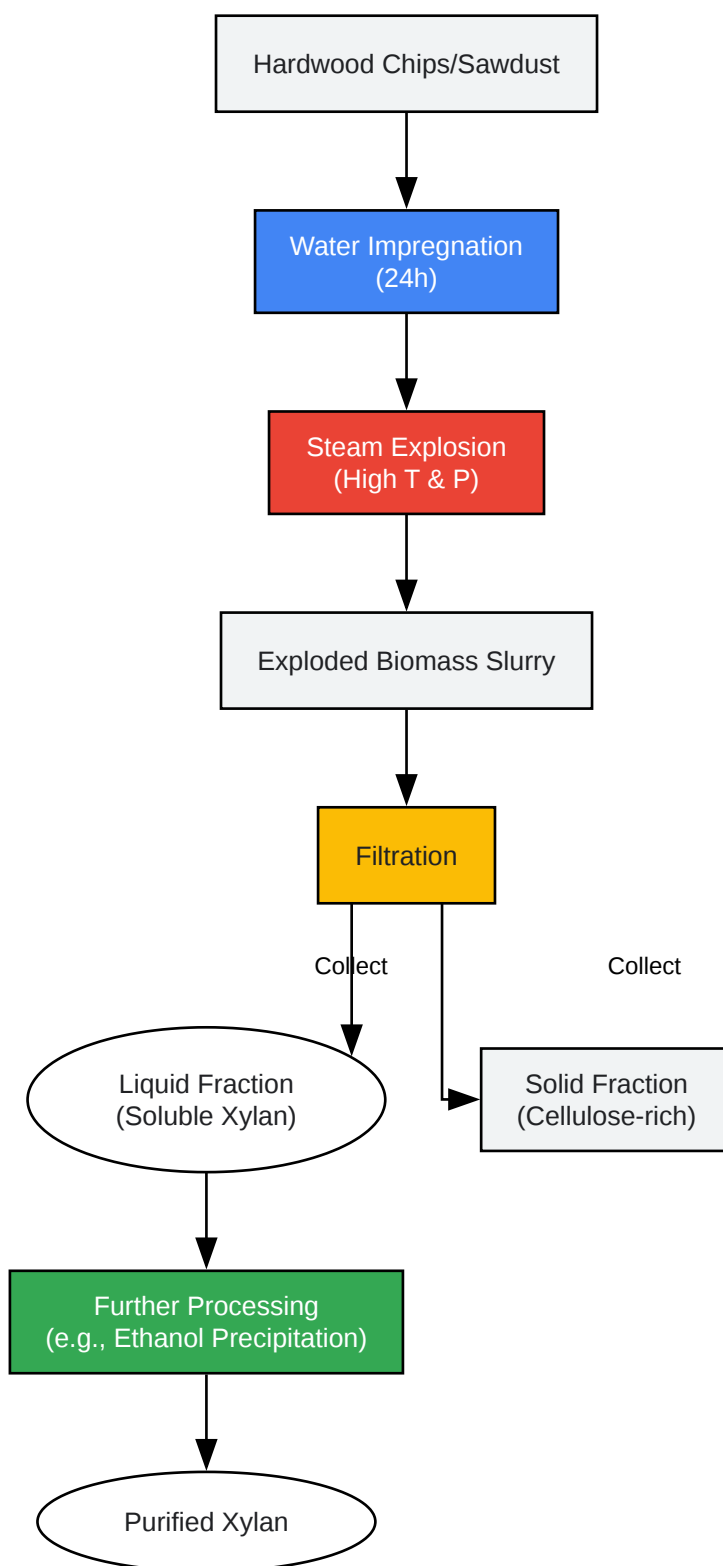 Hardwood Chips/Sawdust
Water Impregnation
(24h)
Steam Explosion
(High T & P)
Exploded Biomass Slurry
Filtration
Collect
Collect
Liquid Fraction
(Soluble Xylan)
Solid Fraction
(Cellulose-rich)
Further Processing
(e.g., Ethanol Precipitation)
Purified Xylan